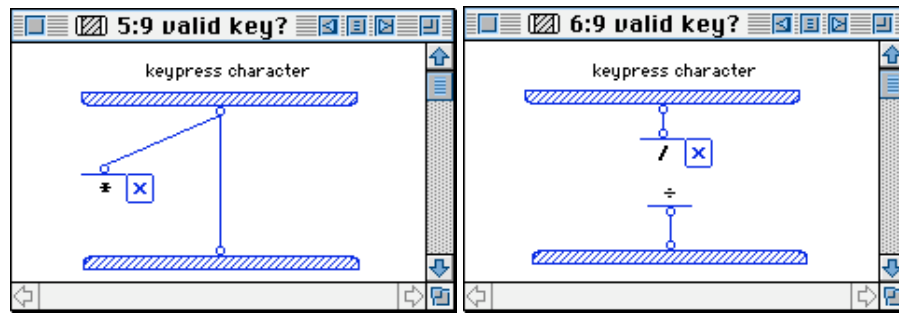 5:9 valid key?
keypress character
*
6:9 valid key?
keypress character
/
÷